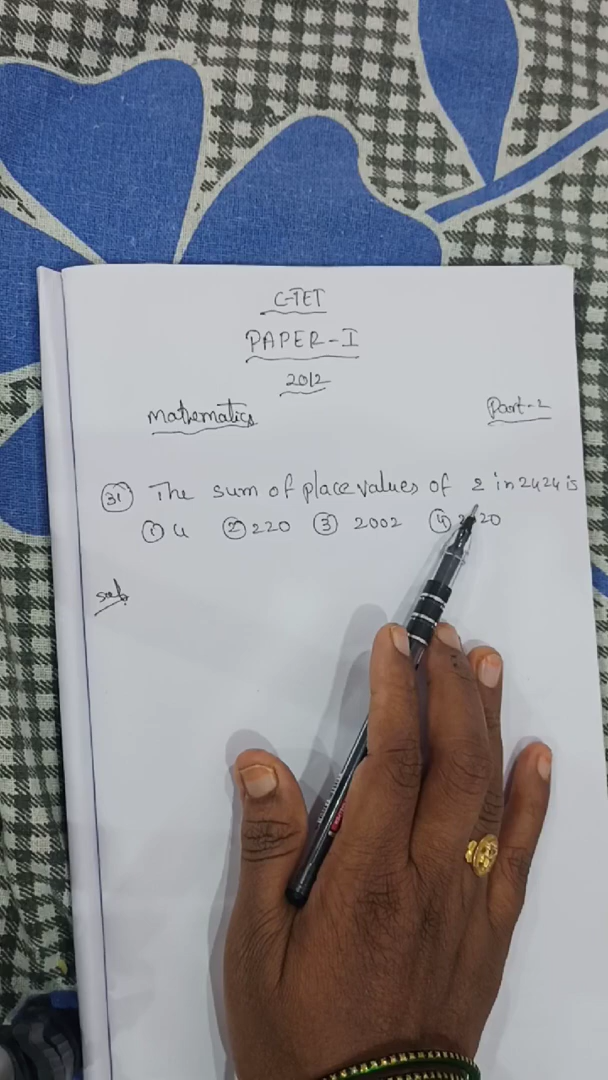 C-TET
PAPER-I
2012
Mathematics
Part-2
31 The sum of place values of 2 in 2424 is
1 4 2 220 3 2002 4
Sol: